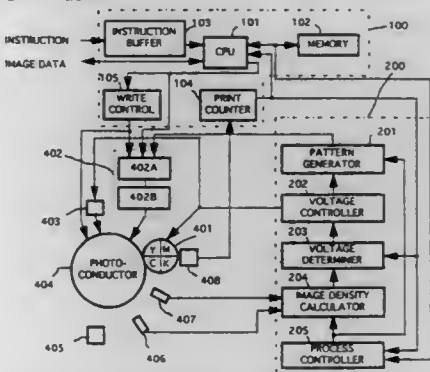 103
101
102
100
INSTRUCTION
INSTRUCTION BUFFER
CPU
MEMORY
IMAGE DATA
105
104
200
WRITE CONTROL
PRINT COUNTER
201
402
402A
PATTERN GENERATOR
202
403
402B
401
VOLTAGE CONTROLLER
203
404
PHOTO-CONDUCTOR
Y M
C K
408
VOLTAGE DETERMINER
204
407
IMAGE DENSITY CALCULATOR
205
405
406
PROCESS CONTROLLER